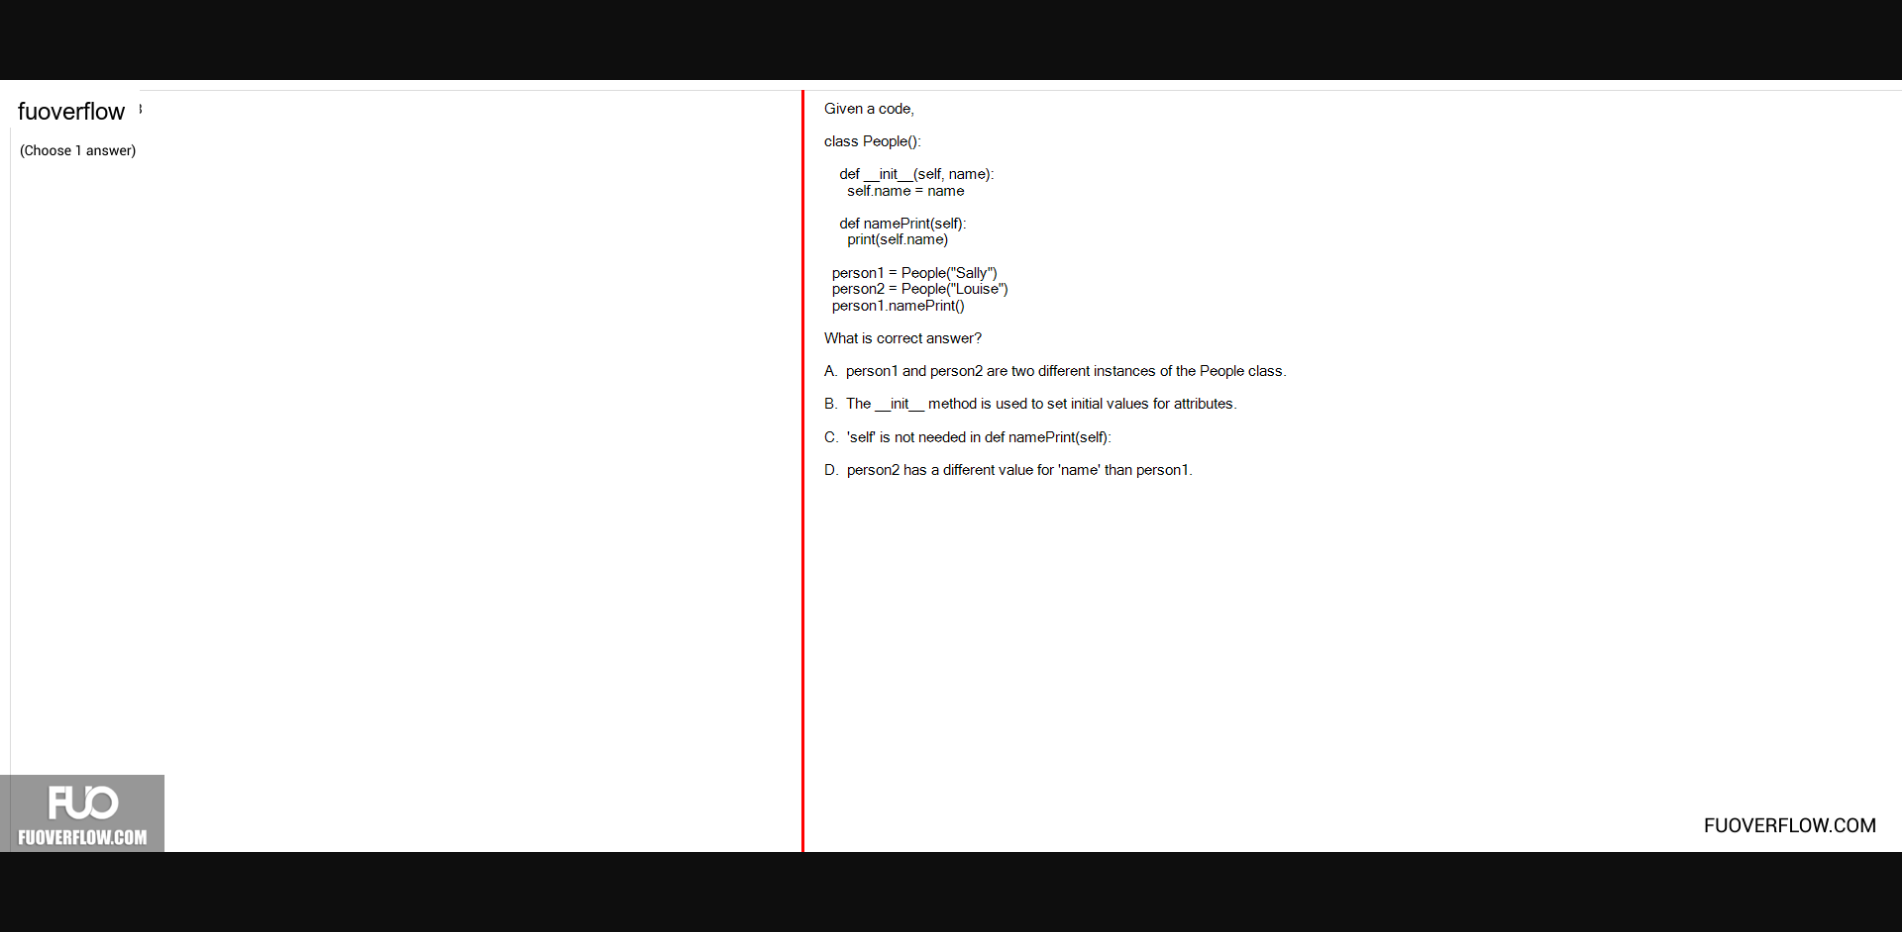 fuoverflow
(Choose 1 answer)
Given a code,
class People():
def __init__(self, name):
self.name = name
def namePrint(self):
print(self.name)
person1 = People("Sally")
person2 = People("Louise")
person1.namePrint()
What is correct answer?
A. person1 and person2 are two different instances of the People class.
B. The __init__ method is used to set initial values for attributes.
C. 'self' is not needed in def namePrint(self):
D. person2 has a different value for 'name' than person1.
FUO
FUOVERFLOW.COM
FUOVERFLOW.COM